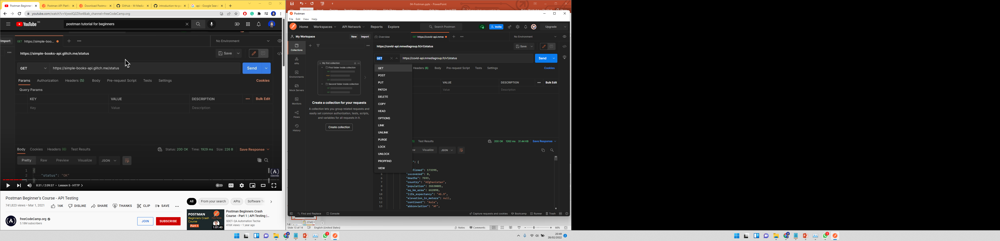 Postman Beginner's
Postman API Platfo
Download Postman
GitHub - M-Media-
introduction-to-po
api - Google Search
youtube.com/watch?v=VywxIQ2ZXw4&ab_channel=freeCodeCamp.org
YouTube SG
postman tutorial for beginners
Import
GET https://simple-boo...
No Environment
https://simple-books-api.glitch.me/status
Save
GET
https://simple-books-api.glitch.me/status
Send
Params Authorization Headers (5) Body Pre-request Script Tests Settings Cookies
Query Params
KEY VALUE DESCRIPTION Bulk Edit
Key Value Description
Body Cookies Headers (6) Test Results Status: 200 OK Time: 1929 ms Size: 226 B Save Response
Pretty Raw Preview Visualize JSON
1 {
2 "status": "OK"
3 }
SUBSCRIBE
8:31 / 2:09:37 • Lesson 5 - HTTP
CC
Postman Beginner's Course - API Testing
741,823 views • Mar 1, 2021
16K DISLIKE SHARE THANKS CLIP SAVE
freeCodeCamp.org
5.18M subscribers
JOIN SUBSCRIBE
All From your search APIs Software Te
POSTMAN
Beginners Crash
Course
Part 1
POSTMAN
1:01:43
Postman Beginners Crash
Course - Part 1 | API Testing |...
SDET- QA Automation Techie
416K views • 1 year ago
04-Postman.pptx - PowerPoint
Postman
File Edit View Help
Home Workspaces API Network Reports Explore
Search Postman
Invite
Upgrade
My Workspace
New Import
Overview
GET https://covid-api.mmed
No Environment
Collections
APIs
Environments
Mock Servers
Monitors
Flows
History
My first collection
First folder inside collection
Second folder inside collection
Create a collection for your requests
A collection lets you group related requests and
easily set common authorization, tests, scripts,
and variables for all requests in it.
Create collection
https://covid-api.mmediagroup.fr/v1/status
Save
GET
https://covid-api.mmediagroup.fr/v1/status
Send
Headers (6) Body Pre-request Script Tests Settings Cookies
VALUE DESCRIPTION Bulk Edit
Value Description
GET
POST
PUT
PATCH
DELETE
COPY
HEAD
OPTIONS
LINK
UNLINK
PURGE
LOCK
UNLOCK
PROPFIND
VIEW
Test Results
200 OK 1262 ms 31.44 KB Save Response
Visualize JSON
": {
firmed": 173395,
5 "recovered": 0,
6 "deaths": 7593,
7 "country": "Afghanistan",
8 "population": 35530081,
9 "sq_km_area": 652090,
10 "life_expectancy": "45.9",
11 "elevation_in_meters": null,
12 "continent": "Asia",
13 "abbreviation": "AF",
Find and Replace Console
Capture requests and cookies Bootcamp Runner Trash
(Ctrl)
Slide 13 of 14 English (United States)
Notes Comments 66%
20:49
28/02/2022
2